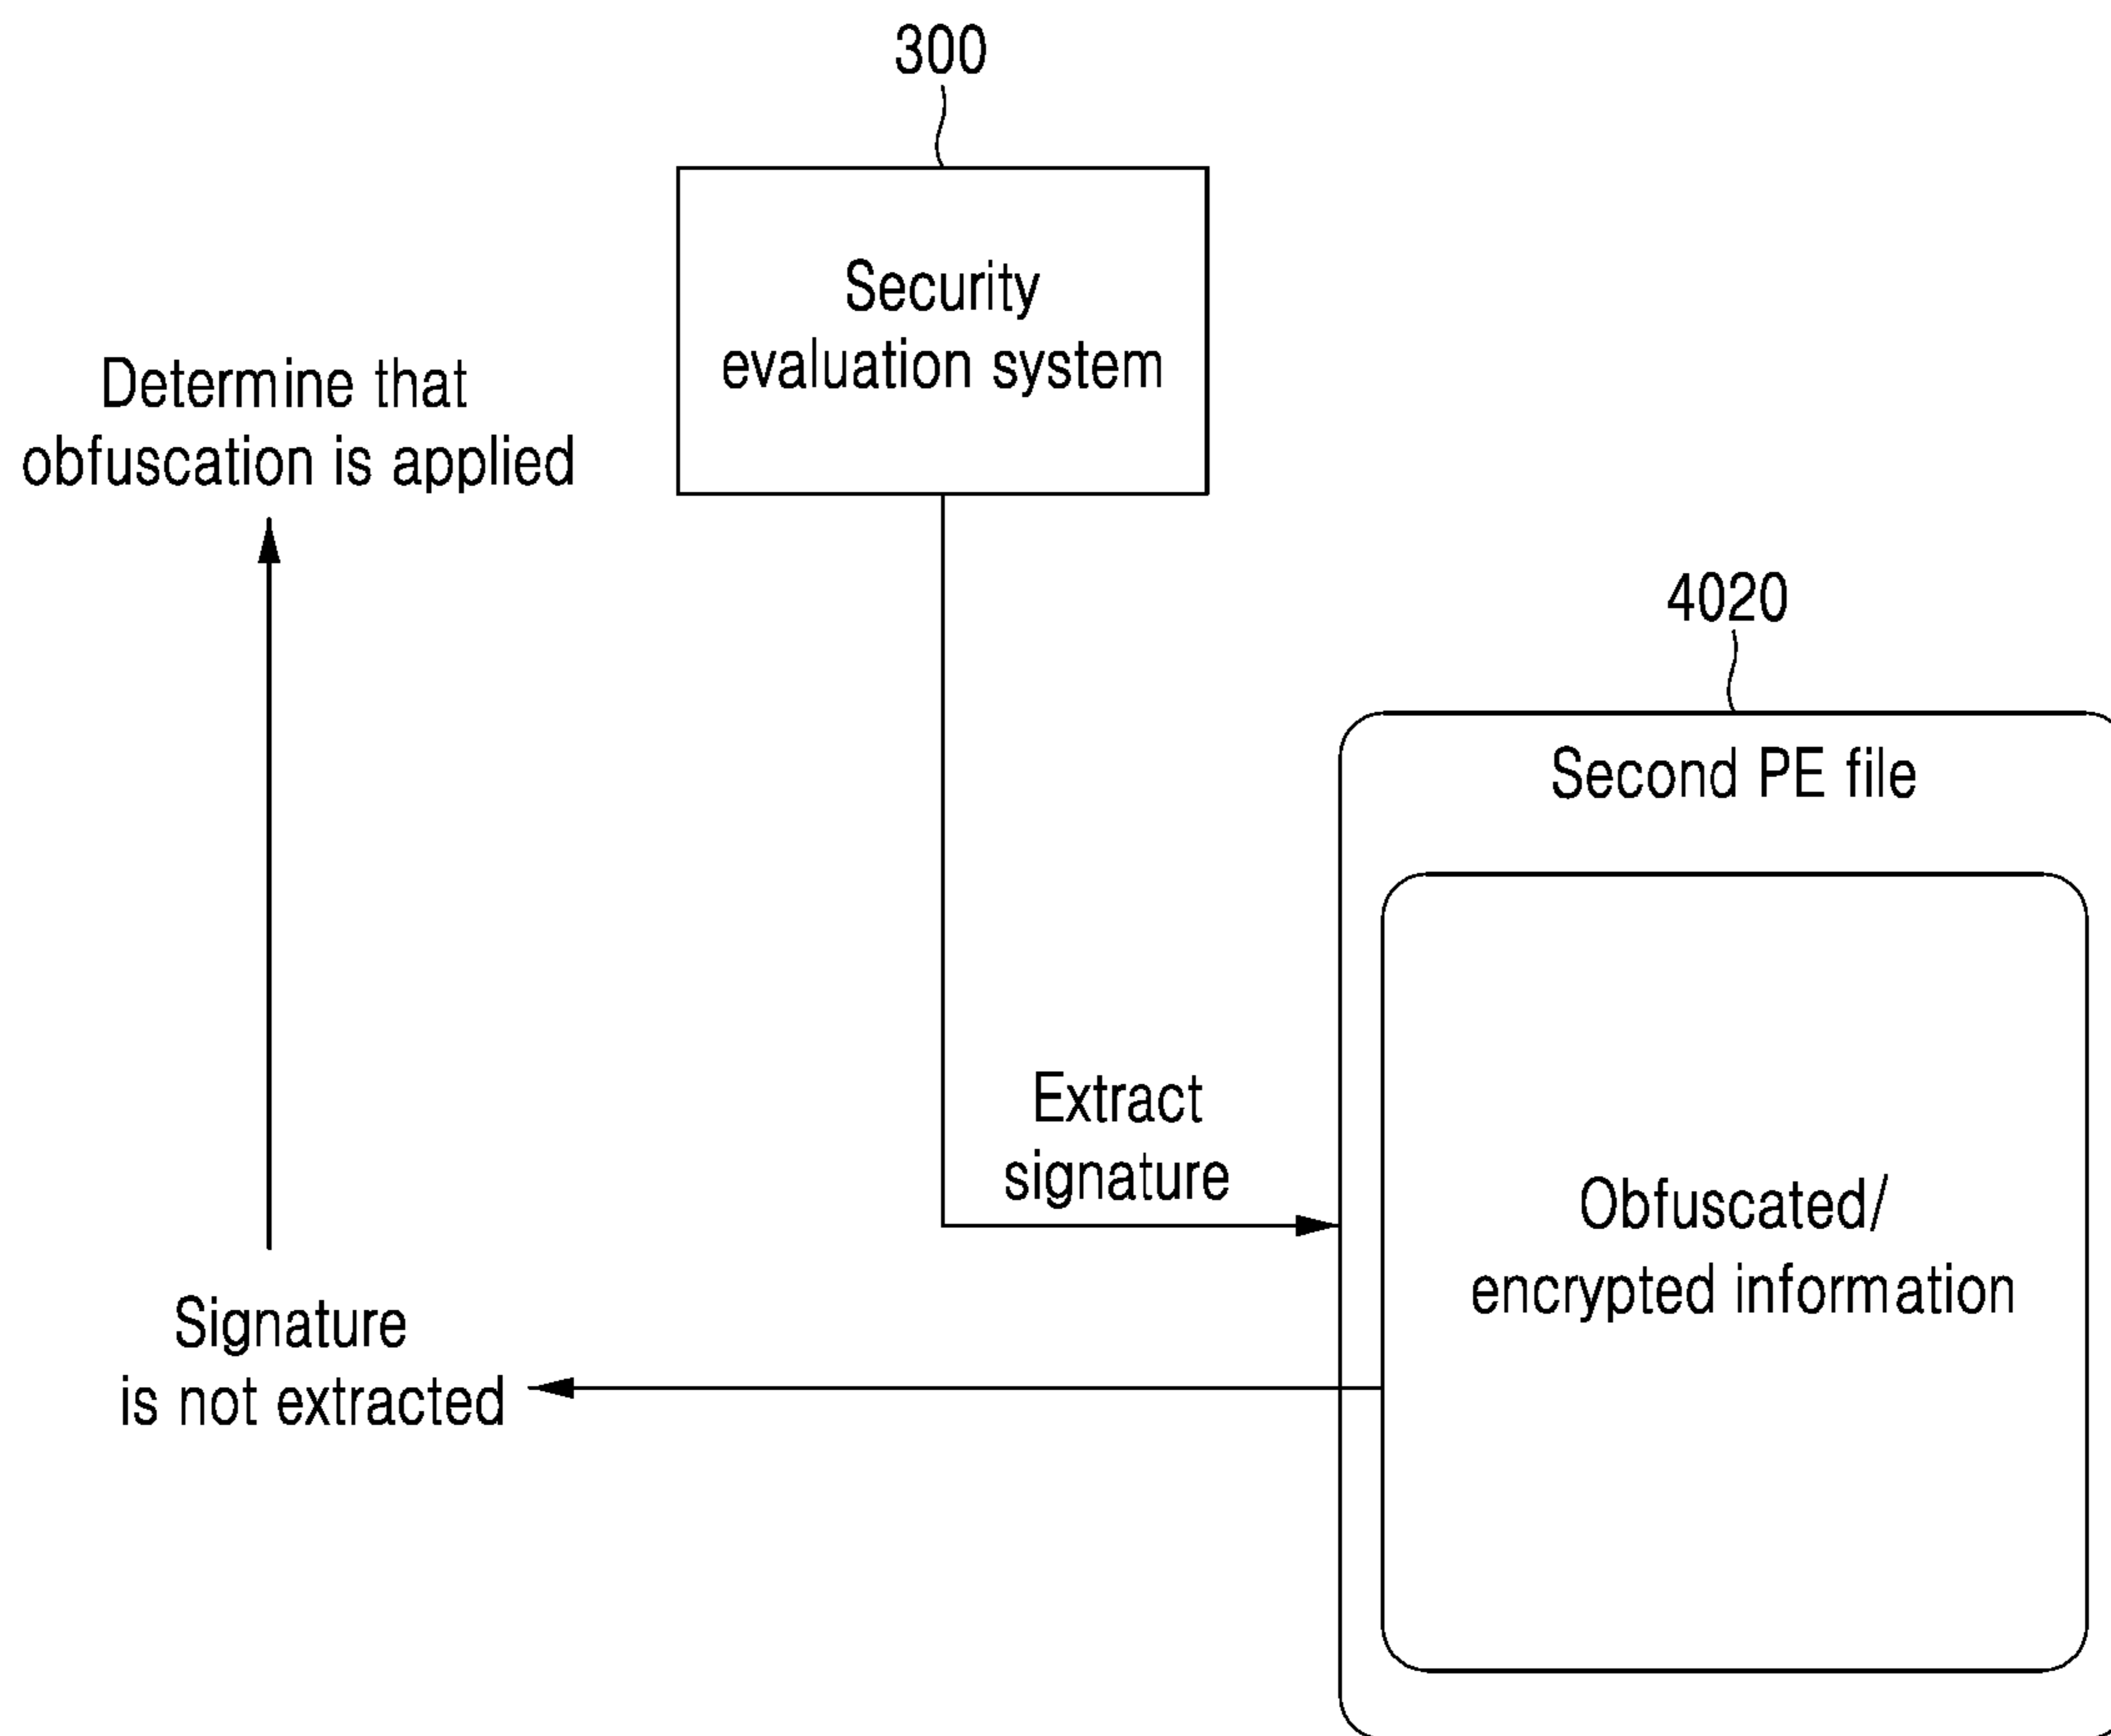 300
Security
evaluation system
Determine that
obfuscation is applied
4020
Second PE file
Extract
signature
Obfuscated/
encrypted information
Signature
is not extracted